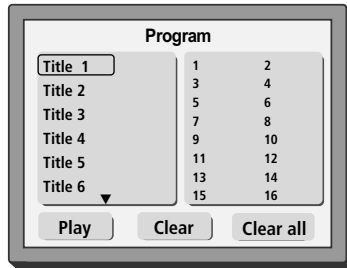 Program
Title 1
Title 2
Title 3
Title 4
Title 5
Title 6
1 2
3 4
5 6
7 8
9 10
11 12
13 14
15 16
Play Clear Clear all